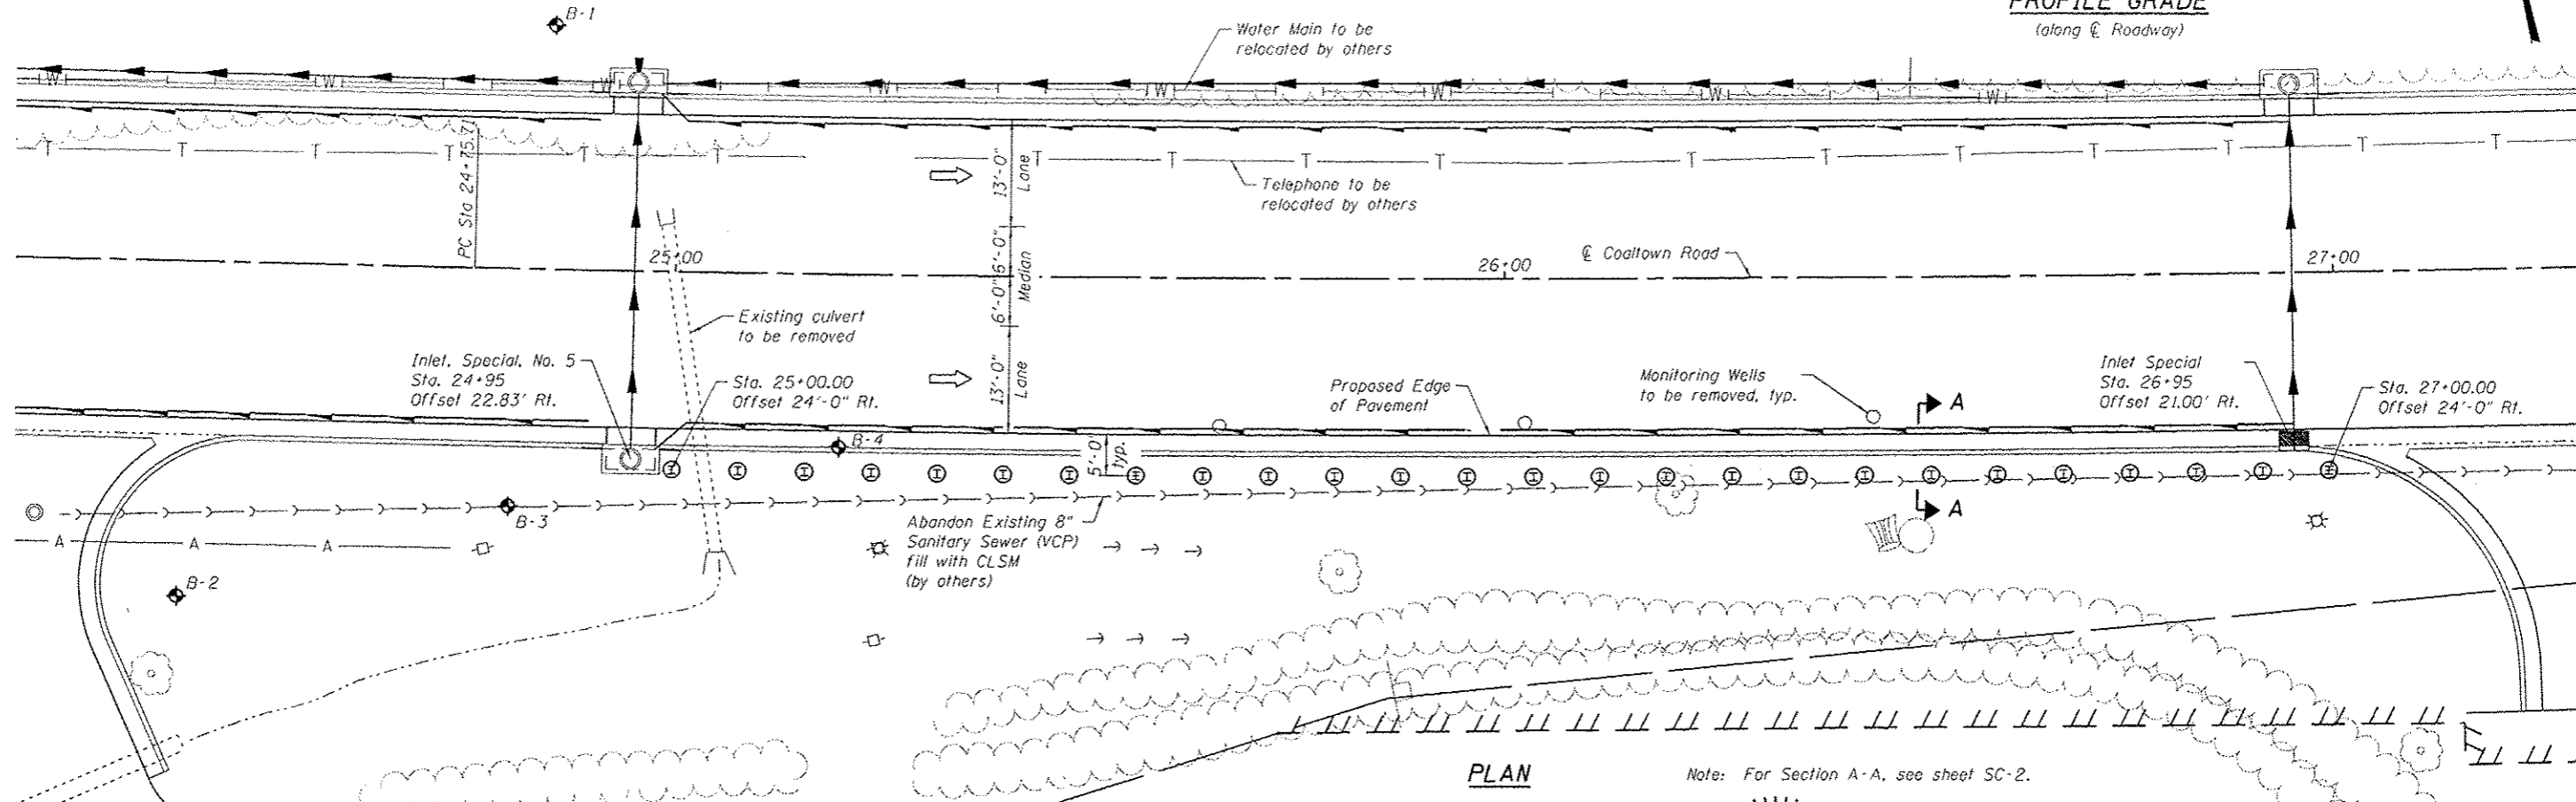 PROFILE GRADE
(along ℄ Roadway)
B-1
Water Main to be
relocated by others
W W W W W W W W
PC Sta 24+75.77
T T T T T T T T T T T T T T T T
13'-0"
Lane
Telephone to be
relocated by others
25+00
6'-0"
6'-0"
Median
26+00
℄ Coaltown Road
27+00
Existing culvert
to be removed
13'-0"
Lane
Inlet, Special, No. 5
Sta. 24+95
Offset 22.83' Rt.
Sta. 25+00.00
Offset 24'-0" Rt.
Proposed Edge
of Pavement
Monitoring Wells
to be removed, typ.
A
Inlet Special
Sta. 26+95
Offset 21.00' Rt.
Sta. 27+00.00
Offset 24'-0" Rt.
B-4
5'-0"
typ.
B-3
Abandon Existing 8"
Sanitary Sewer (VCP)
fill with CLSM
(by others)
A
A A A
B-2
PLAN
Note: For Section A-A, see sheet SC-2.